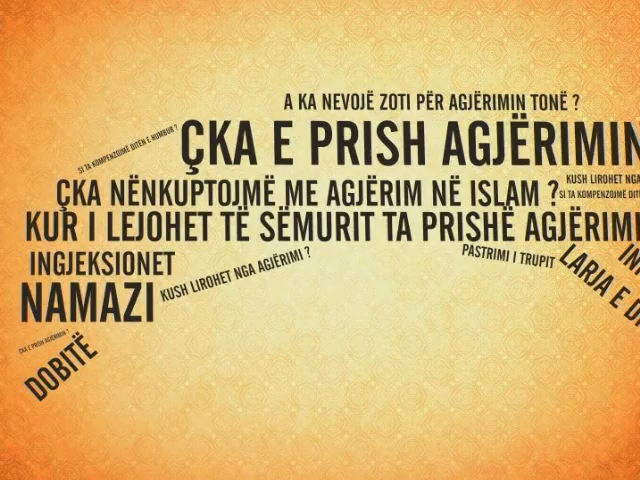 A KA NEVOJË ZOTI PËR AGJËRIMIN TONË ?
SI TA KOMPENZOJMË DITËN E HUMBUR ?
ÇKA E PRISH AGJËRIMIN
KUSH LIROHET NGA
ÇKA NËNKUPTOJMË ME AGJËRIM NË ISLAM ?
SI TA KOMPENZOJMË DITË
KUR I LEJOHET TË SËMURIT TA PRISHË AGJËRIMI
INGJEKSIONET
KUSH LIROHET NGA AGJËRIMI ?
PASTRIMI I TRUPIT
LARJA E
NAMAZI
ÇKA E PRISH AGJËRIMIN ?
DOBITË